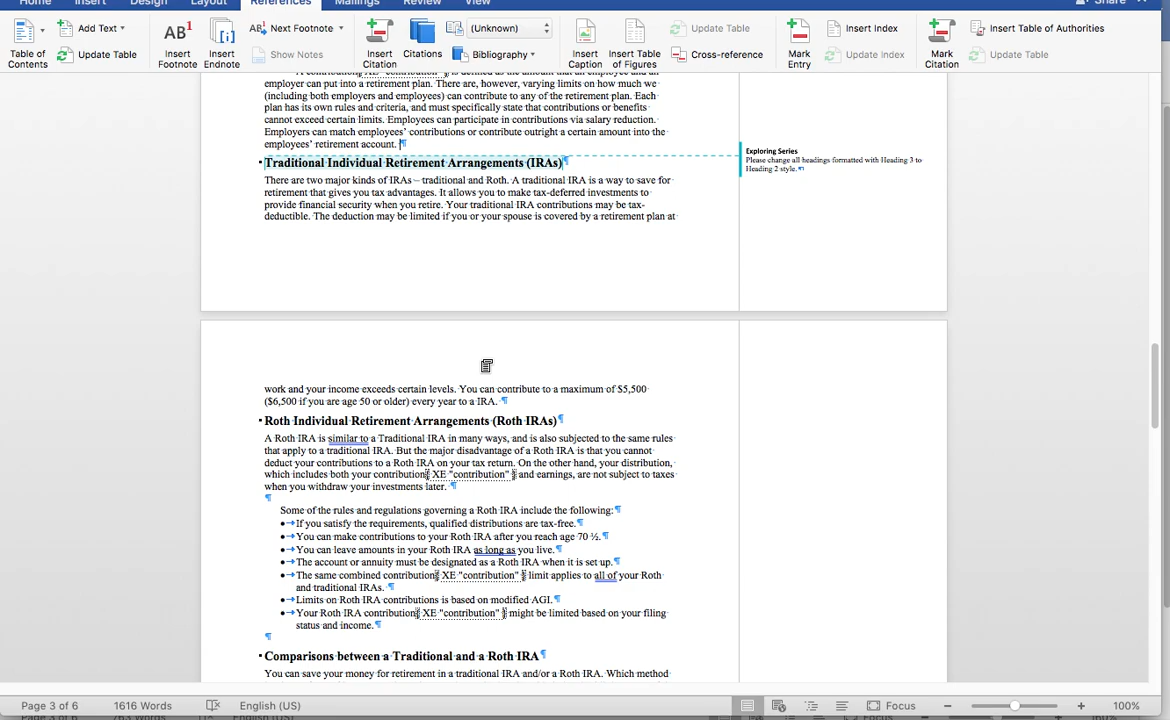 Home Insert Design Layout References Mailings Review View Share
Table of Contents Add Text Update Table AB1 Insert Footnote Insert Endnote AB1 Next Footnote Show Notes Insert Citation Citations (Unknown) Bibliography Insert Caption Insert Table of Figures Update Table Cross-reference Mark Entry Insert Index Update Index Mark Citation Insert Table of Authorities Update Table
is defined as the amount that an employee and an
employer can put into a retirement plan. There are, however, varying limits on how much we
(including both employers and employees) can contribute to any of the retirement plan. Each
plan has its own rules and criteria, and must specifically state that contributions or benefits
cannot exceed certain limits. Employees can participate in contributions via salary reduction.
Employers can match employees' contributions or contribute outright a certain amount into the
employees' retirement account. ¶
Traditional Individual Retirement Arrangements (IRAs)¶
Exploring Series
Please change all headings formatted with Heading 3 to
Heading 2 style.¶
There are two major kinds of IRAs – traditional and Roth. A traditional IRA is a way to save for
retirement that gives you tax advantages. It allows you to make tax-deferred investments to
provide financial security when you retire. Your traditional IRA contributions may be tax-
deductible. The deduction may be limited if you or your spouse is covered by a retirement plan at
work and your income exceeds certain levels. You can contribute to a maximum of $5,500
($6,500 if you are age 50 or older) every year to a IRA. ¶
Roth Individual Retirement Arrangements (Roth IRAs)¶
A Roth IRA is similar to a Traditional IRA in many ways, and is also subjected to the same rules
that apply to a traditional IRA. But the major disadvantage of a Roth IRA is that you cannot
deduct your contributions to a Roth IRA on your tax return. On the other hand, your distribution,
which includes both your contribution{ XE "contribution" } and earnings, are not subject to taxes
when you withdraw your investments later. ¶
¶
Some of the rules and regulations governing a Roth IRA include the following:¶
•→If you satisfy the requirements, qualified distributions are tax-free.¶
•→You can make contributions to your Roth IRA after you reach age 70 ½.¶
•→You can leave amounts in your Roth IRA as long as you live.¶
•→The account or annuity must be designated as a Roth IRA when it is set up.¶
•→The same combined contribution{ XE "contribution" } limit applies to all of your Roth
and traditional IRAs. ¶
•→Limits on Roth IRA contributions is based on modified AGI.¶
•→Your Roth IRA contribution{ XE "contribution" } might be limited based on your filing
status and income.¶
¶
Comparisons between a Traditional and a Roth IRA¶
You can save your money for retirement in a traditional IRA and/or a Roth IRA. Which method
Page 3 of 6 1616 Words English (US) Focus 100%